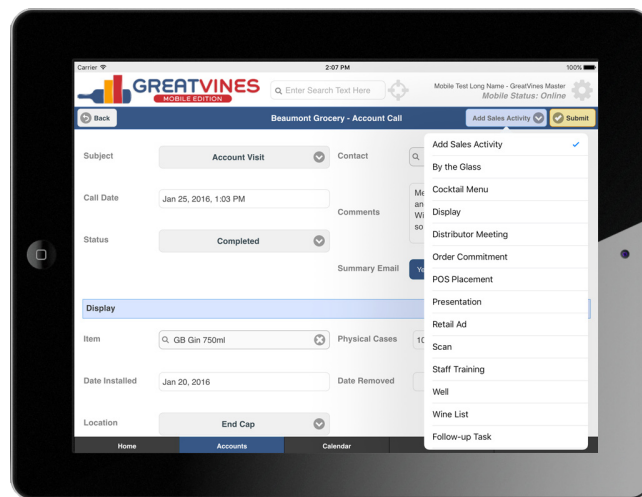 Carrier 2:07 PM 100%
GREATVINES
MOBILE EDITION
Enter Search Text Here
Mobile Test Long Name - GreatVines Master
Mobile Status: Online
Back Beaumont Grocery - Account Call Add Sales Activity Submit
Subject Account Visit Contact
Call Date Jan 25, 2016, 1:03 PM
Comments
Status Completed
Summary Email
Display
Item GB Gin 750ml Physical Cases 10
Date Installed Jan 20, 2016 Date Removed
Location End Cap
Add Sales Activity
By the Glass
Cocktail Menu
Display
Distributor Meeting
Order Commitment
POS Placement
Presentation
Retail Ad
Scan
Staff Training
Well
Wine List
Follow-up Task
Home Accounts Calendar